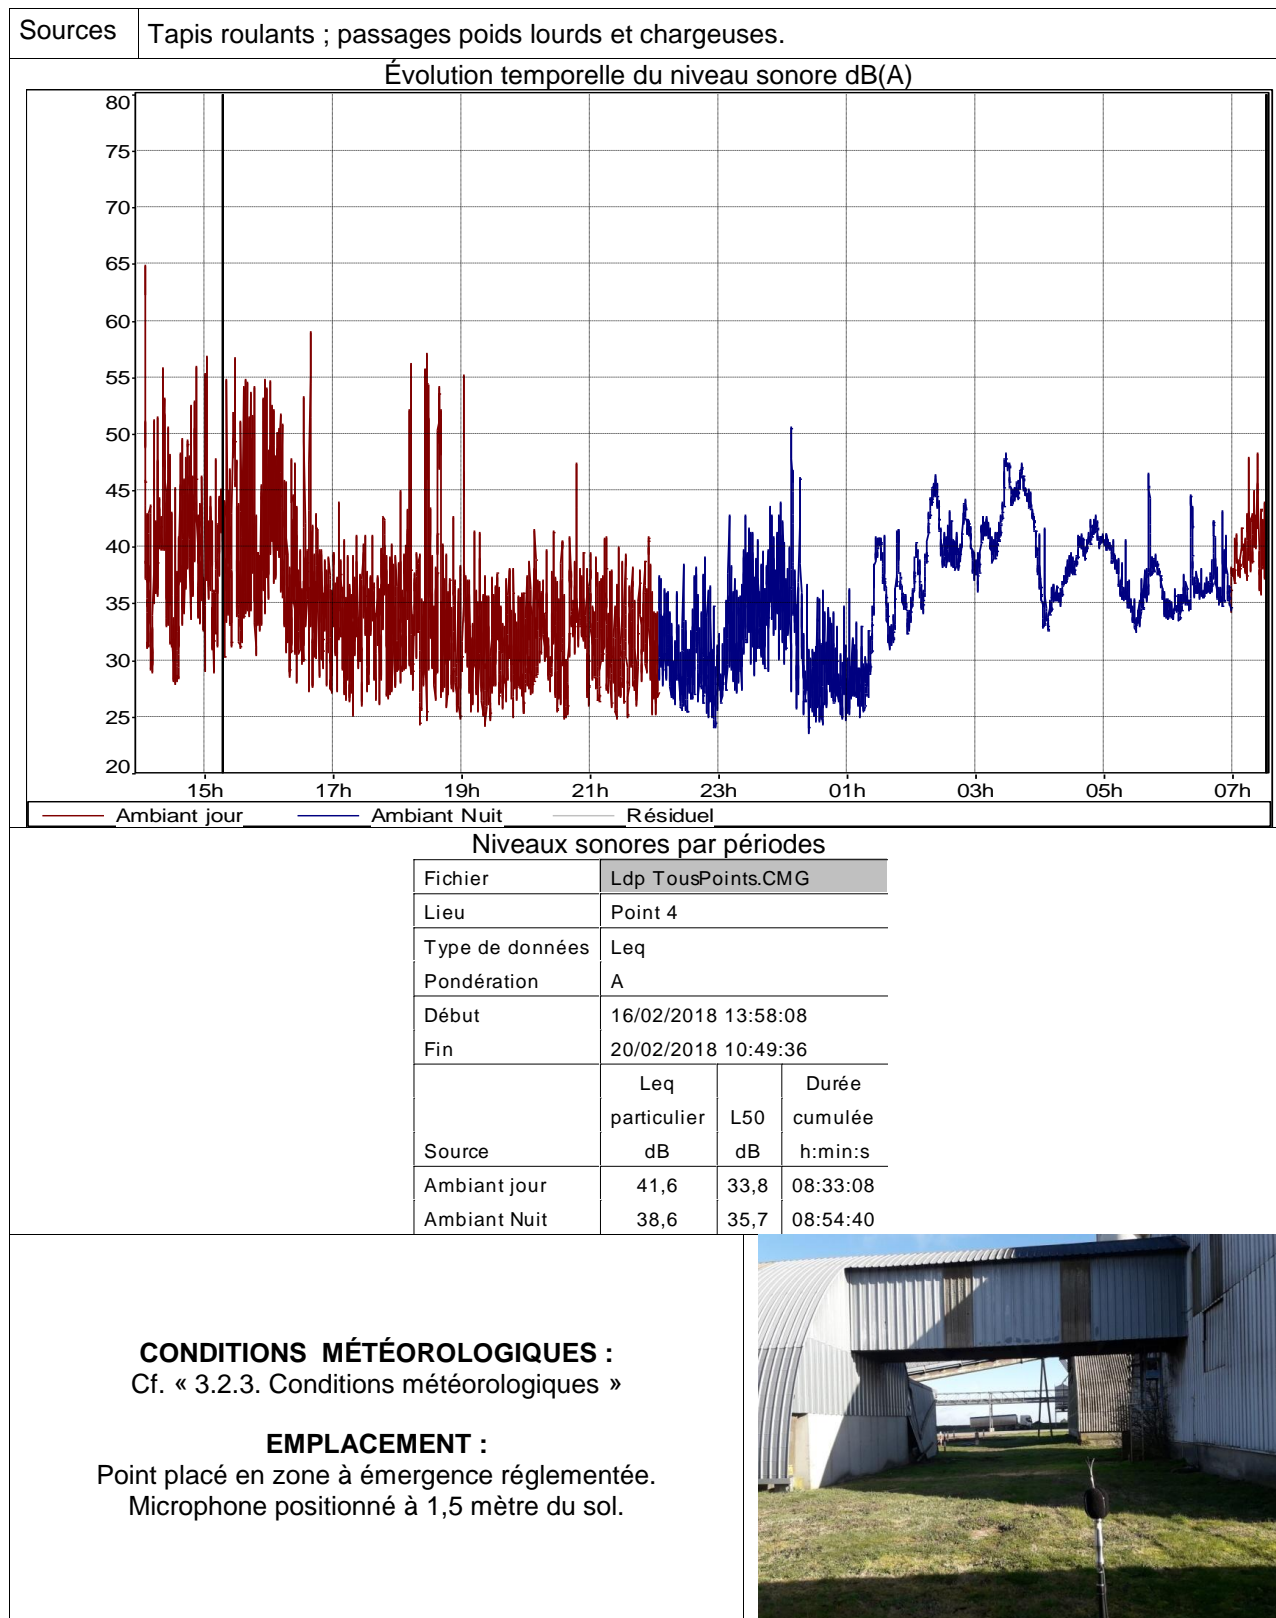 Sources
Tapis roulants ; passages poids lourds et chargeuses.
Évolution temporelle du niveau sonore dB(A)
80
75
70
65
60
55
50
45
40
35
30
25
20
15h 17h 19h 21h 23h 01h 03h 05h 07h
Ambiant jour Ambiant Nuit Résiduel
Niveaux sonores par périodes
Fichier Ldp TousPoints.CMG
Lieu Point 4
Type de données Leq
Pondération A
Début 16/02/2018 13:58:08
Fin 20/02/2018 10:49:36
Leq Durée
particulier L50 cumulée
Source dB dB h:min:s
Ambiant jour 41,6 33,8 08:33:08
Ambiant Nuit 38,6 35,7 08:54:40
CONDITIONS MÉTÉOROLOGIQUES :
Cf. « 3.2.3. Conditions météorologiques »
EMPLACEMENT :
Point placé en zone à émergence réglementée.
Microphone positionné à 1,5 mètre du sol.